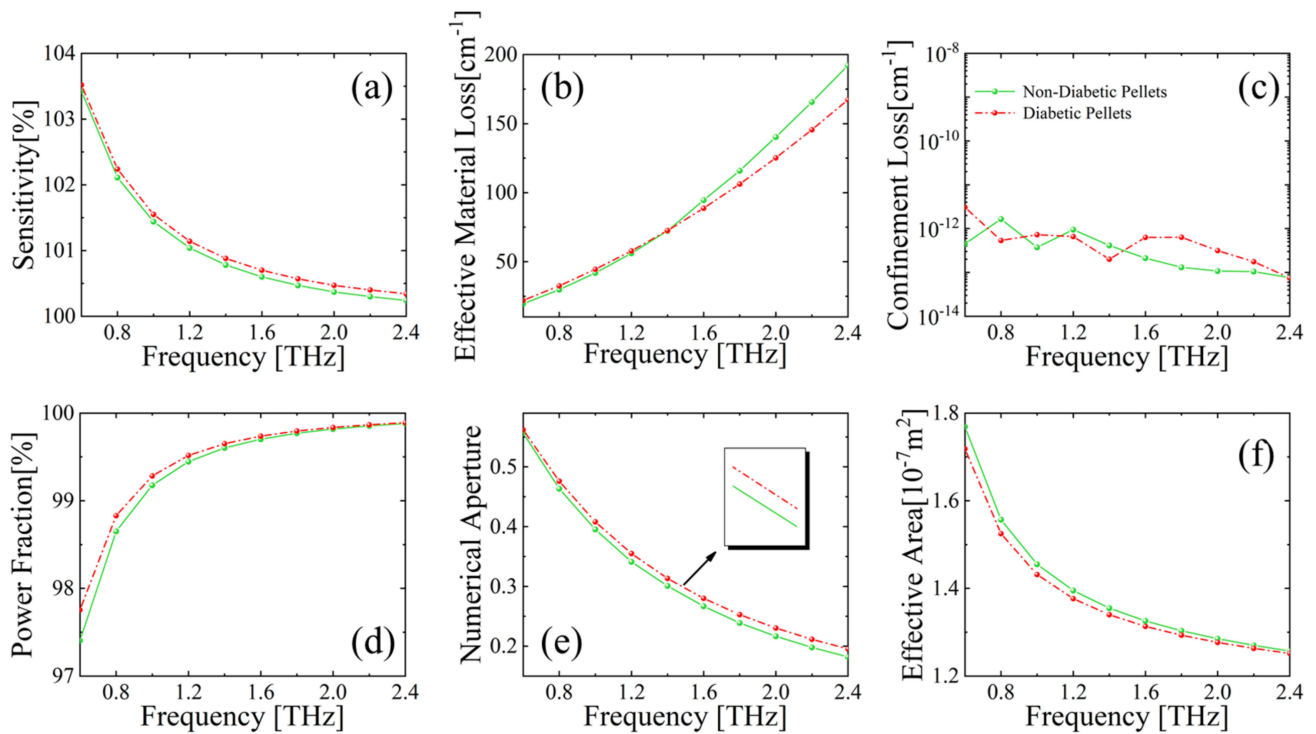 (a)
Sensitivity[%]
104
103
102
101
100
0.8 1.2 1.6 2.0 2.4
Frequency [THz]
(b)
Effective Material Loss[cm⁻¹]
200
150
100
50
0.8 1.2 1.6 2.0 2.4
Frequency [THz]
(c)
Confinement Loss[cm⁻¹]
10⁻⁸
10⁻¹⁰
10⁻¹²
10⁻¹⁴
Non-Diabetic Pellets
Diabetic Pellets
0.8 1.2 1.6 2.0 2.4
Frequency [THz]
(d)
Power Fraction[%]
100
99
98
97
0.8 1.2 1.6 2.0 2.4
Frequency [THz]
(e)
Numerical Aperture
0.5
0.4
0.3
0.2
0.8 1.2 1.6 2.0 2.4
Frequency [THz]
(f)
Effective Area[10⁻⁷m²]
1.8
1.6
1.4
1.2
0.8 1.2 1.6 2.0 2.4
Frequency [THz]